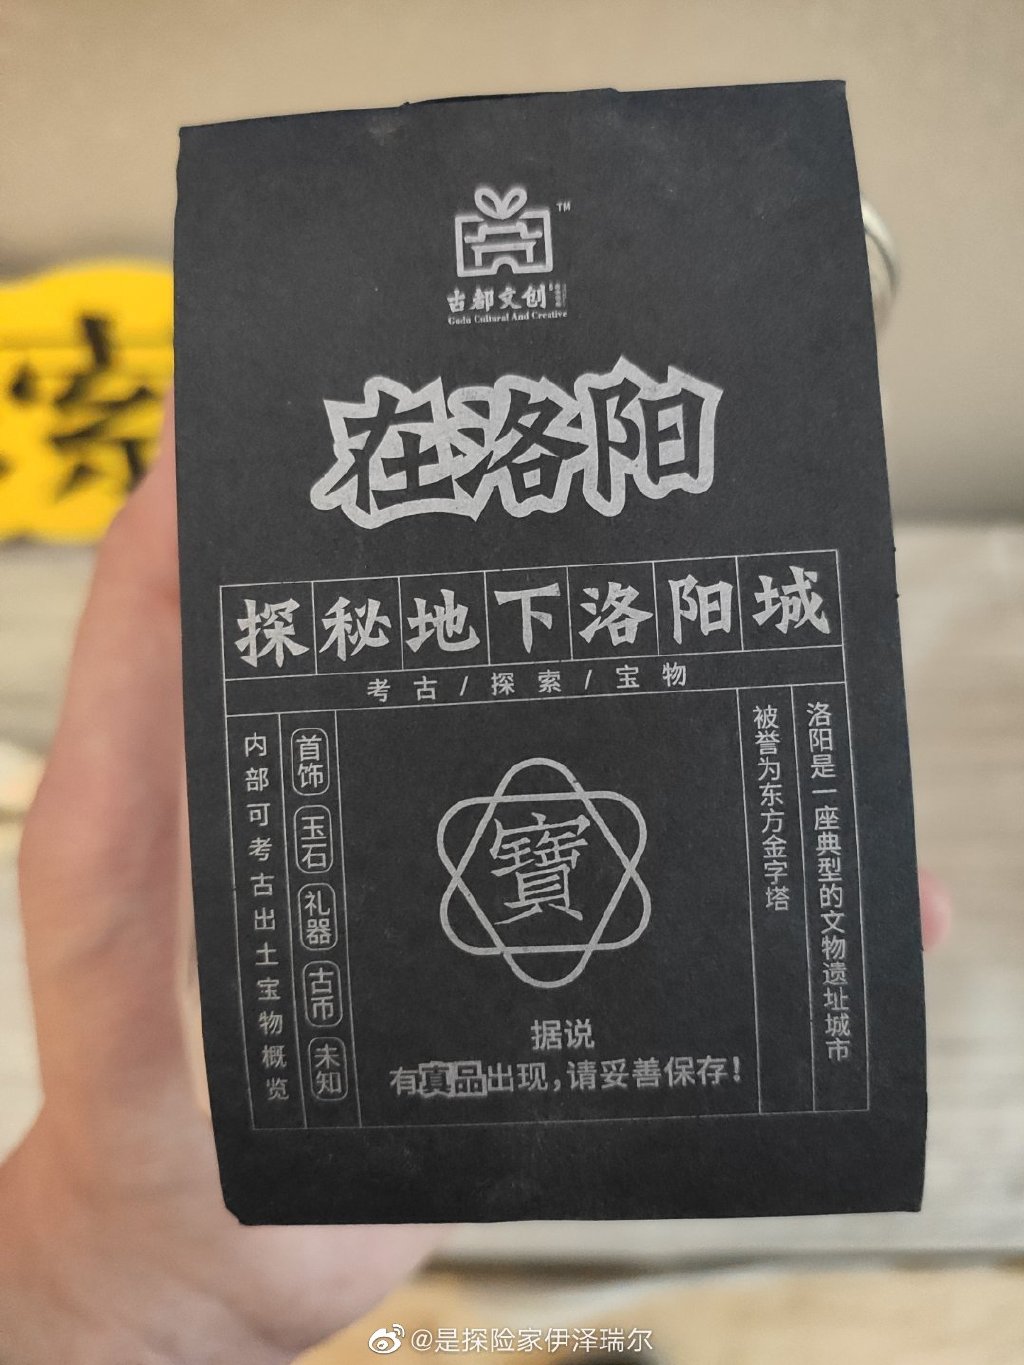 TM
古都文创
Gudu Cultural And Creative
在洛阳
探秘地下洛阳城
考古/探索/宝物
洛阳是一座典型的文物遗址城市
被誉为东方金字塔
寶
首饰
玉石
礼器
古币
未知
内部可考古出土宝物概览
据说
有真品出现,请妥善保存!
@是探险家伊泽瑞尔